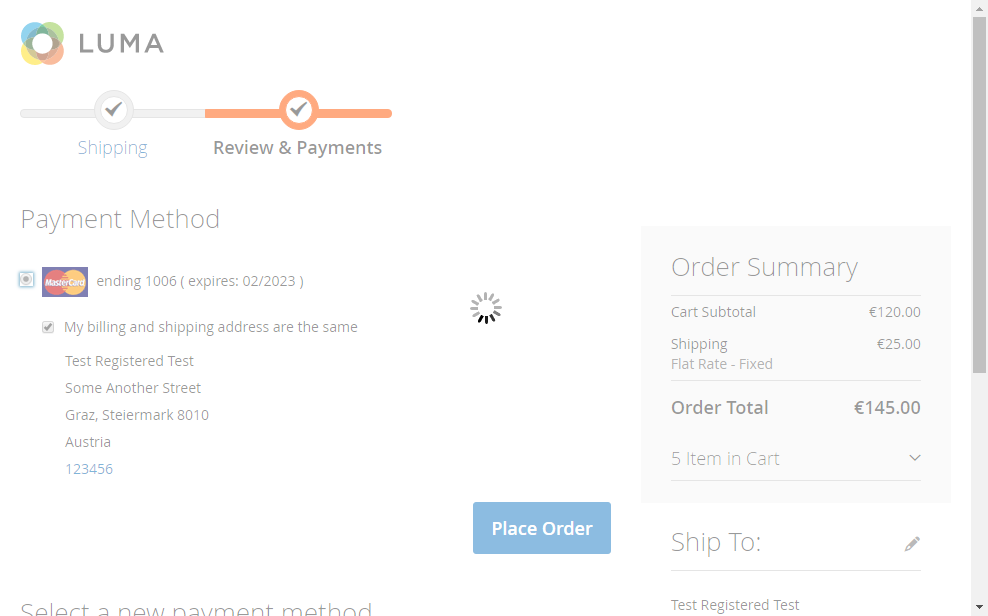 LUMA
Shipping
Review & Payments
Payment Method
MasterCard ending 1006 ( expires: 02/2023 )
My billing and shipping address are the same
Test Registered Test
Some Another Street
Graz, Steiermark 8010
Austria
123456
Place Order
Select a new payment method
Order Summary
Cart Subtotal €120.00
Shipping €25.00
Flat Rate - Fixed
Order Total €145.00
5 Item in Cart
Ship To:
Test Registered Test